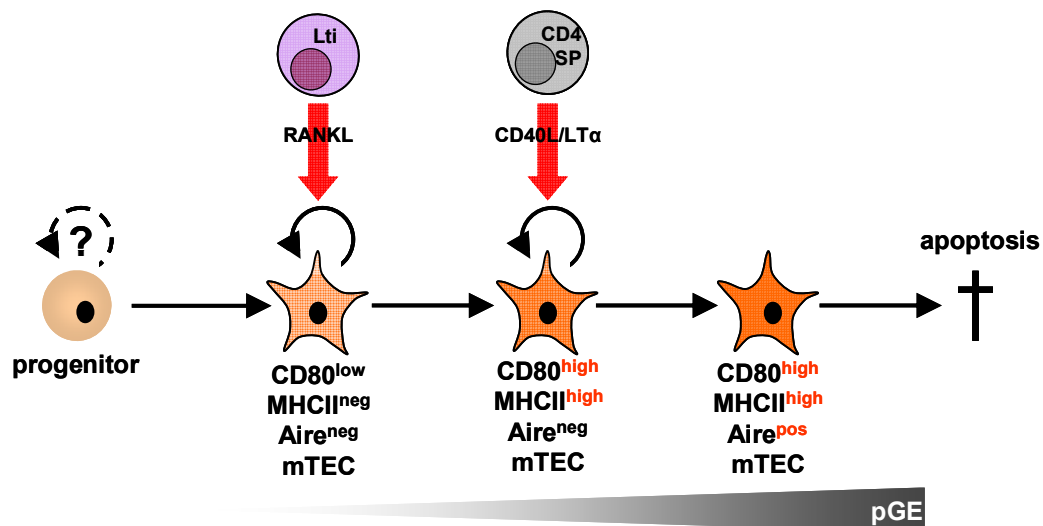 Lti
CD4
SP
RANKL
CD40L/LTα
?
apoptosis
progenitor
CD80low
MHCIIneg
Aireneg
mTEC
CD80high
MHCIIhigh
Aireneg
mTEC
CD80high
MHCIIhigh
Airepos
mTEC
pGE